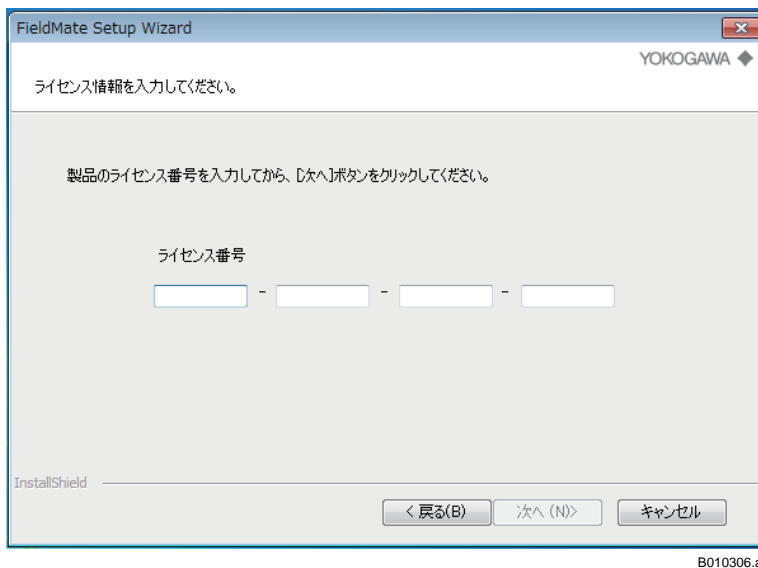 FieldMate Setup Wizard
YOKOGAWA
ライセンス情報を入力してください。
製品のライセンス番号を入力してから、[次へ]ボタンをクリックしてください。
ライセンス番号
- - -
InstallShield
< 戻る(B) 次へ (N)> キャンセル
B010306.a